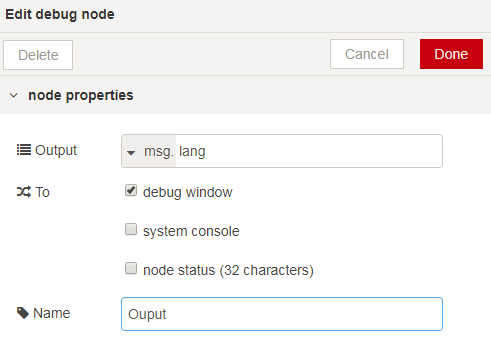 Edit debug node
Delete Cancel Done
node properties
Output msg. lang
To debug window
system console
node status (32 characters)
Name Ouput